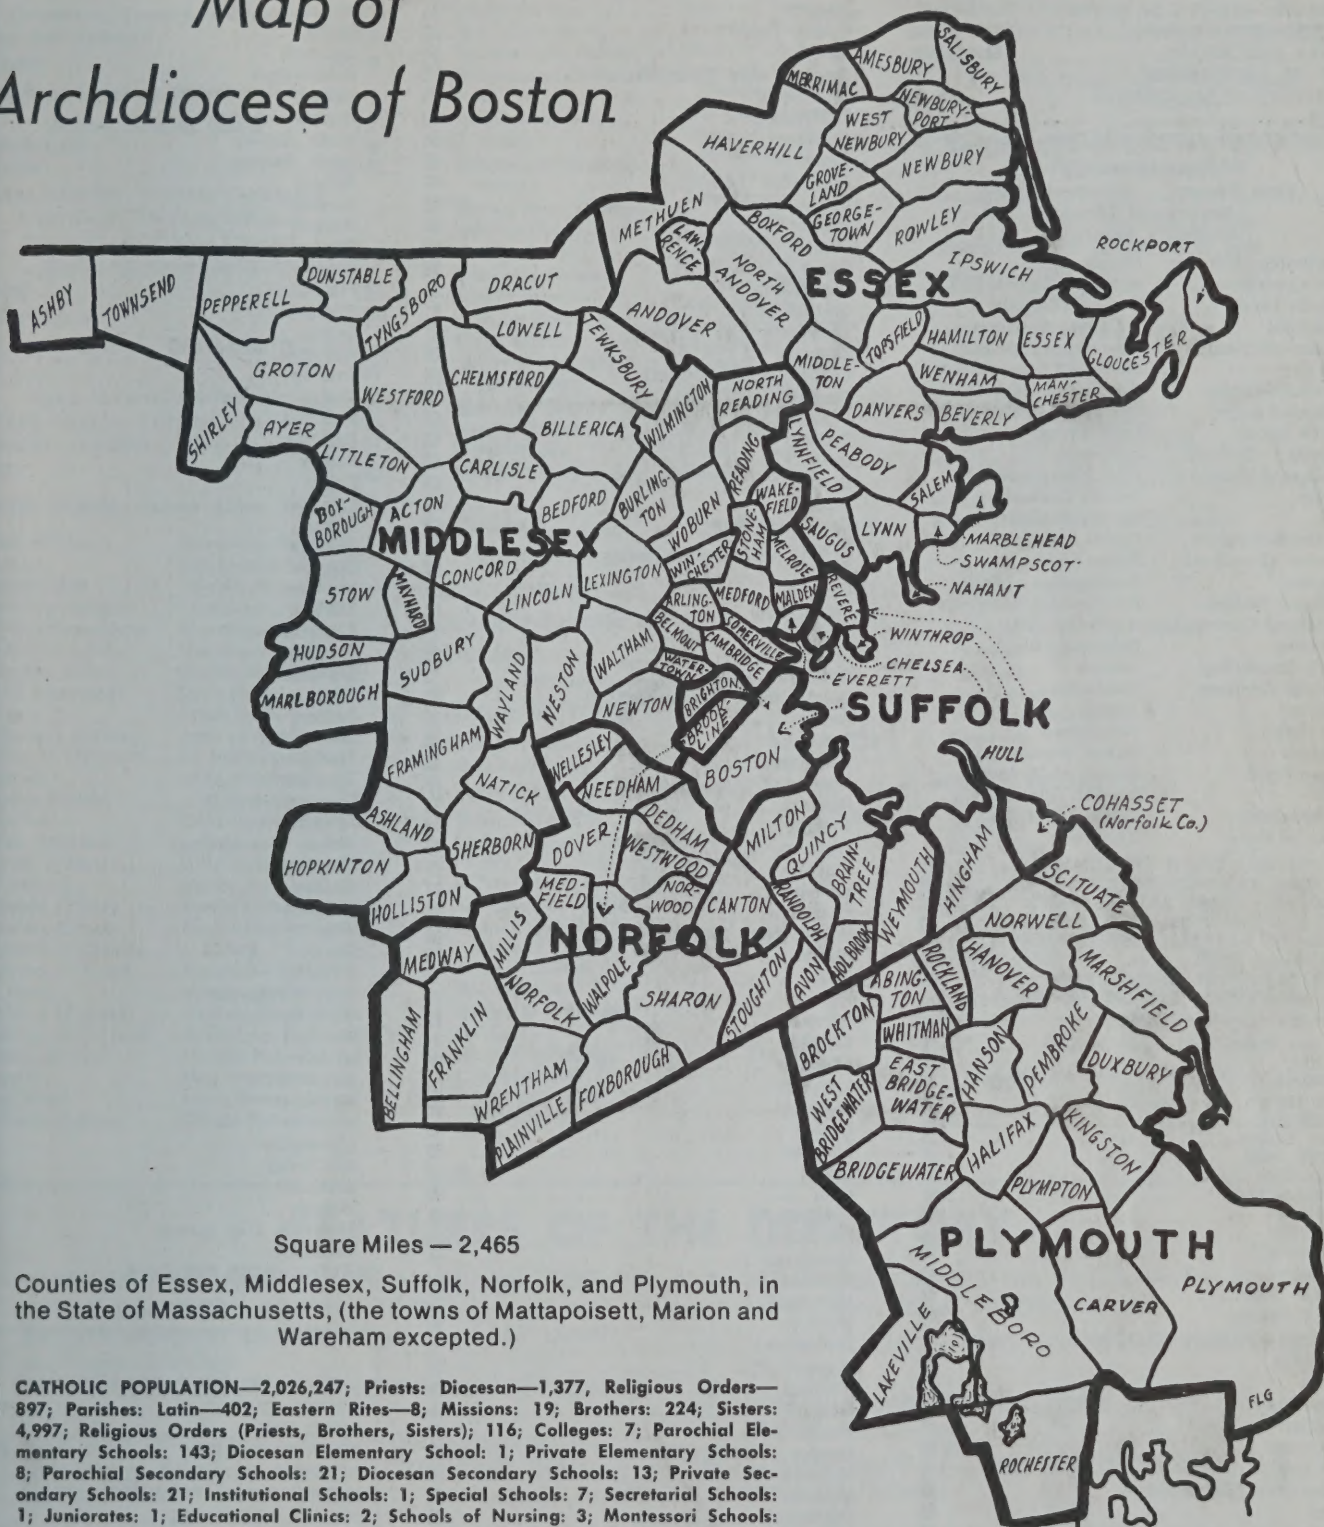 Map of
Archdiocese of Boston
SALISBURY
AMESBURY
MERRIMAC
NEWBURY-
PORT
WEST
NEWBURY
HAVERHILL
NEWBURY
GROVE-
LAND
GEORGE-
TOWN
ROWLEY
METHUEN
BOXFORD
LAW-
RENCE
ROCKPORT
IPSWICH
ESSEX
NORTH
ANDOVER
ASHBY
TOWNSEND
PEPPERELL
DUNSTABLE
TYNGSBORO
DRACUT
ANDOVER
LOWELL
TEWKSBURY
TOPSFIELD
HAMILTON
ESSEX
GLOUCESTER
GROTON
WESTFORD
CHELMSFORD
MIDDLE-
TON
WENHAM
MAN-
CHESTER
NORTH
READING
DANVERS
BEVERLY
SHIRLEY
AYER
BILLERICA
WILMINGTON
LITTLETON
CARLISLE
READING
LYNNFIELD
PEABODY
BOX-
BOROUGH
ACTON
BEDFORD
BURLING-
TON
WOBURN
WAKE-
FIELD
SALEM
STONE-
HAM
SAUGUS
LYNN
MIDDLESEX
MARBLEHEAD
SWAMPSCOT
NAHANT
CONCORD
LEXINGTON
WIN-
CHESTER
MELROSE
STOW
MAYNARD
LINCOLN
ARLING-
TON
MEDFORD
MALDEN
REVERE
WINTHROP
CHELSEA
EVERETT
HUDSON
SUDBURY
WALTHAM
BELMOUT
SOMERVILLE
CAMBRIDGE
MARLBOROUGH
WAYLAND
WESTON
WATER-
TOWN
NEWTON
BRIGHTON
BROOK-
LINE
SUFFOLK
FRAMINGHAM
WELLESLEY
BOSTON
HULL
NATICK
NEEDHAM
COHASSET
(Norfolk Co.)
ASHLAND
SHERBORN
DOVER
DEDHAM
WESTWOOD
MILTON
QUINCY
HOPKINTON
BRAIN-
TREE
WEYMOUTH
HINGHAM
SCITUATE
HOLLISTON
MED-
FIELD
NOR-
WOOD
CANTON
RANDOLPH
NORWELL
MEDWAY
MILLIS
NORFOLK
HOLBROOK
ROCKLAND
HANOVER
MARSHFIELD
NORFOLK
WALPOLE
SHARON
STOUGHTON
AVON
ABING-
TON
BELLINGHAM
FRANKLIN
WRENTHAM
FOXBOROUGH
PLAINVILLE
BROCKTON
WHITMAN
HANSON
PEMBROKE
DUXBURY
WEST
BRIDGEWATER
EAST
BRIDGE-
WATER
HALIFAX
KINGSTON
BRIDGEWATER
PLYMPTON
PLYMOUTH
MIDDLEBORO
PLYMOUTH
CARVER
LAKEVILLE
FLG
ROCHESTER
Square Miles — 2,465
Counties of Essex, Middlesex, Suffolk, Norfolk, and Plymouth, in
the State of Massachusetts, (the towns of Mattapoisett, Marion and
Wareham excepted.)
CATHOLIC POPULATION—2,026,247; Priests: Diocesan—1,377, Religious Orders—
897; Parishes: Latin—402; Eastern Rites—8; Missions: 19; Brothers: 224; Sisters:
4,997; Religious Orders (Priests, Brothers, Sisters); 116; Colleges: 7; Parochial Ele-
mentary Schools: 143; Diocesan Elementary School: 1; Private Elementary Schools:
8; Parochial Secondary Schools: 21; Diocesan Secondary Schools: 13; Private Sec-
ondary Schools: 21; Institutional Schools: 1; Special Schools: 7; Secretarial Schools:
1; Juniorates: 1; Educational Clinics: 2; Schools of Nursing: 3; Montessori Schools: